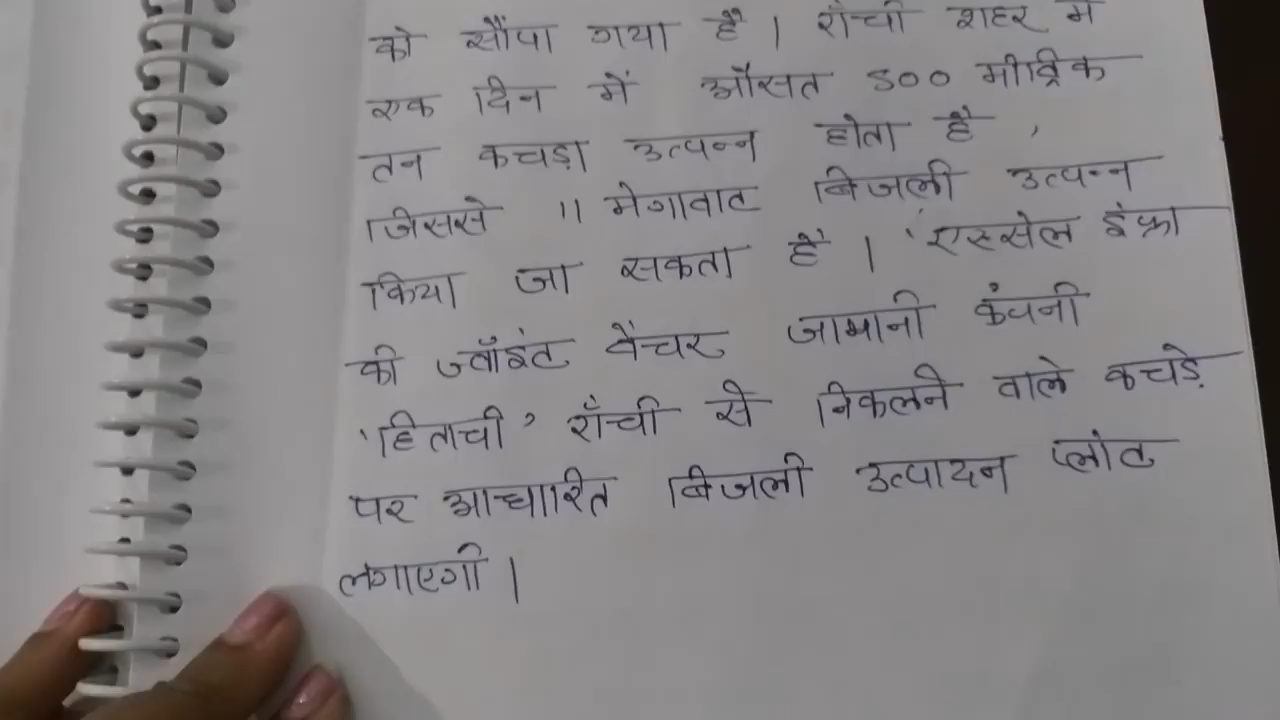 को सौंपा गया है । राँची शहर में
एक दिन में औसत 500 मीट्रिक
तन कचड़ा उत्पन्न होता है ,
जिससे 11 मेगावाट बिजली उत्पन्न
किया जा सकता है । 'एस्सेल इंफ्रा
की ज्वॉइंट वैंचर जापानी कंपनी
'हिताची' राँची से निकलने वाले कचड़े
पर आधारित बिजली उत्पादन प्लांट
लगाएगी ।